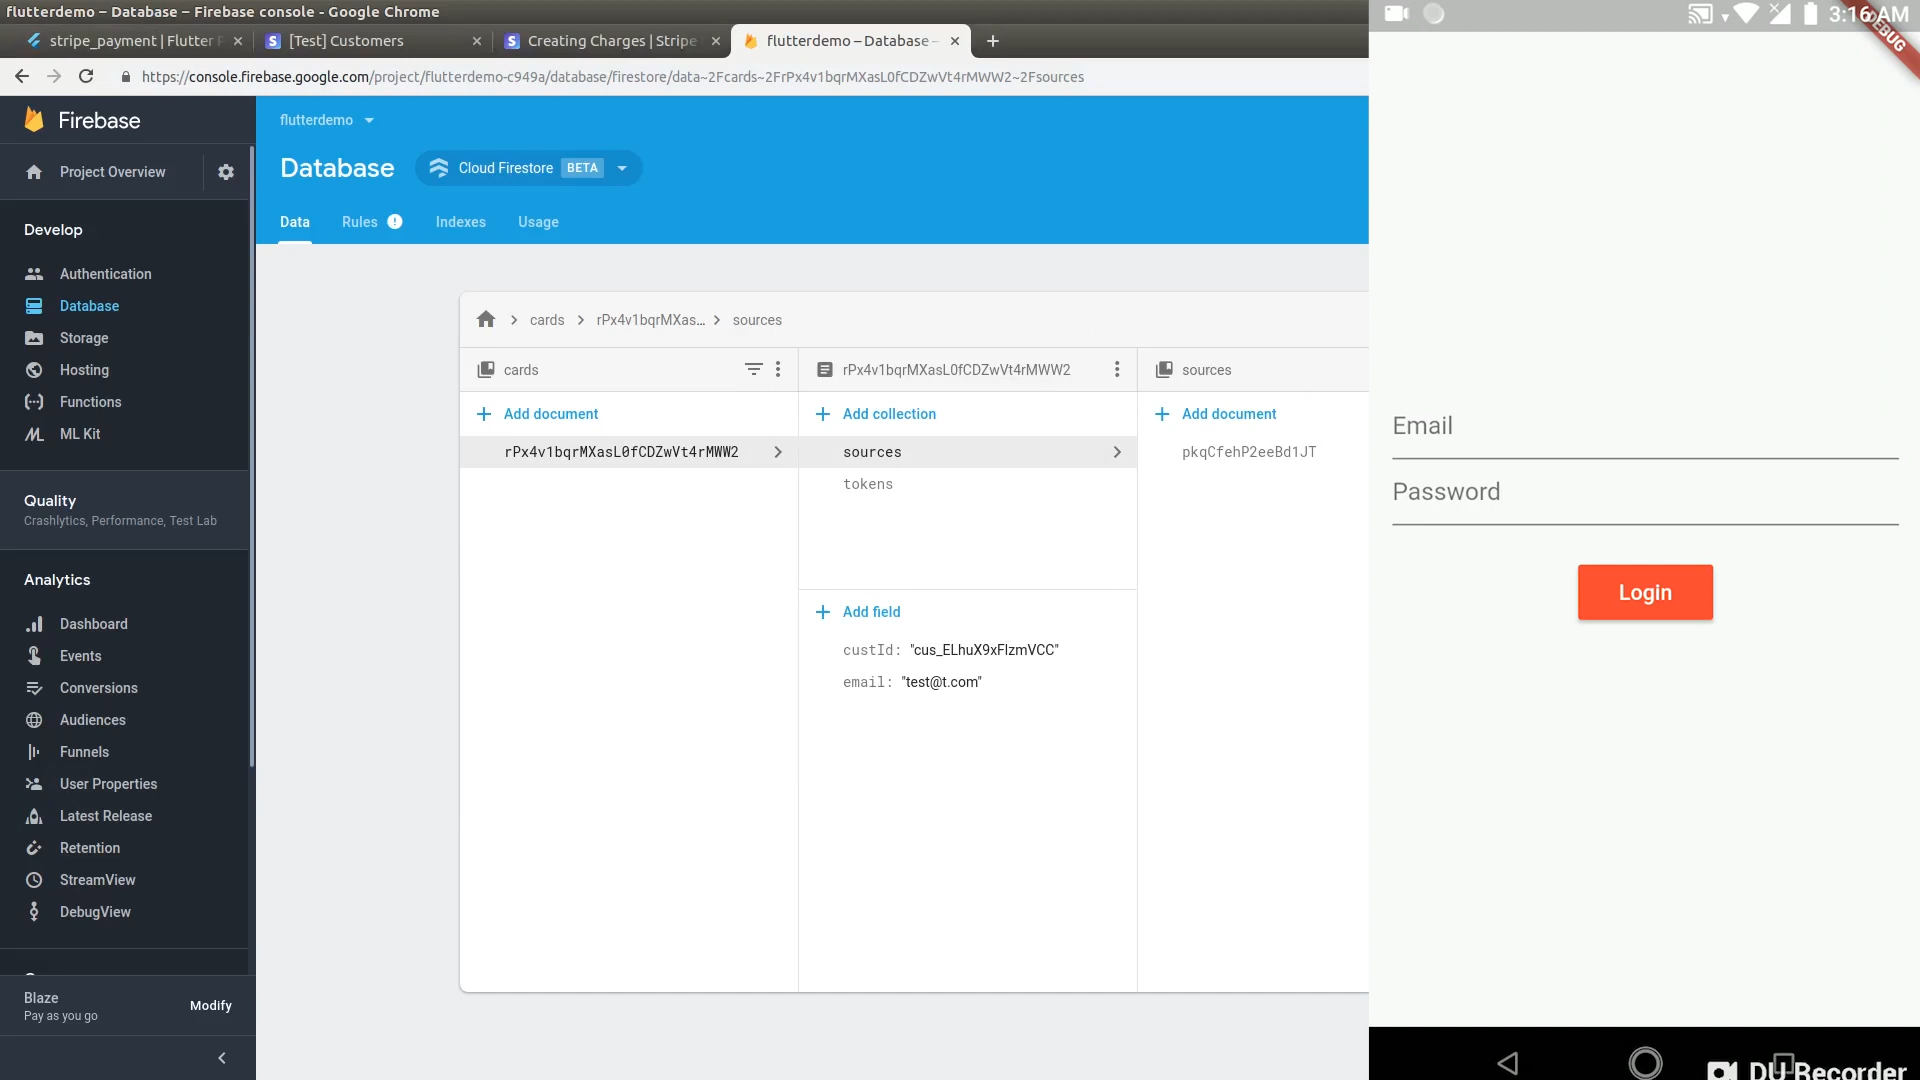 flutterdemo – Database – Firebase console - Google Chrome
stripe_payment | Flutter P
[Test] Customers
Creating Charges | Stripe
flutterdemo – Database –
https://console.firebase.google.com/project/flutterdemo-c949a/database/firestore/data~2Fcards~2FrPx4v1bqrMXasL0fCDZwVt4rMWW2~2Fsources
Firebase
Project Overview
Develop
Authentication
Database
Storage
Hosting
Functions
ML Kit
Quality
Crashlytics, Performance, Test Lab
Analytics
Dashboard
Events
Conversions
Audiences
Funnels
User Properties
Latest Release
Retention
StreamView
DebugView
Blaze
Pay as you go
Modify
flutterdemo
Database
Cloud Firestore BETA
Data
Rules
Indexes
Usage
cards
rPx4v1bqrMXas...
sources
cards
Add document
rPx4v1bqrMXasL0fCDZwVt4rMWW2
rPx4v1bqrMXasL0fCDZwVt4rMWW2
Add collection
sources
tokens
Add field
custId: "cus_ELhuX9xFlzmVCC"
email: "test@t.com"
sources
Add document
pkqCfehP2eeBd1JT
3:16 AM
DEBUG
Email
Password
Login
DU Recorder